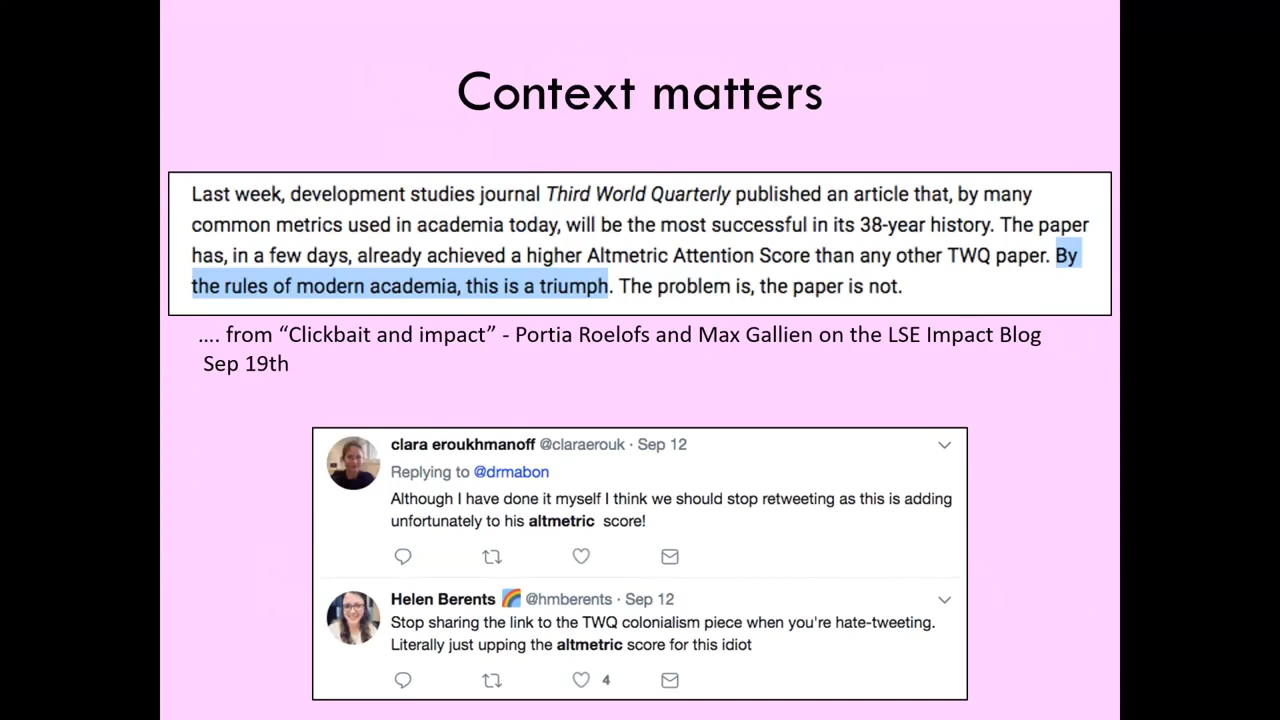 Context matters
Last week, development studies journal Third World Quarterly published an article that, by many
common metrics used in academia today, will be the most successful in its 38-year history. The paper
has, in a few days, already achieved a higher Altmetric Attention Score than any other TWQ paper. By
the rules of modern academia, this is a triumph. The problem is, the paper is not.
…. from “Clickbait and impact” - Portia Roelofs and Max Gallien on the LSE Impact Blog
Sep 19th
clara eroukhmanoff @claraerouk · Sep 12
Replying to @drmabon
Although I have done it myself I think we should stop retweeting as this is adding
unfortunately to his altmetric score!
Helen Berents 🌈 @hmberents · Sep 12
Stop sharing the link to the TWQ colonialism piece when you're hate-tweeting.
Literally just upping the altmetric score for this idiot
4